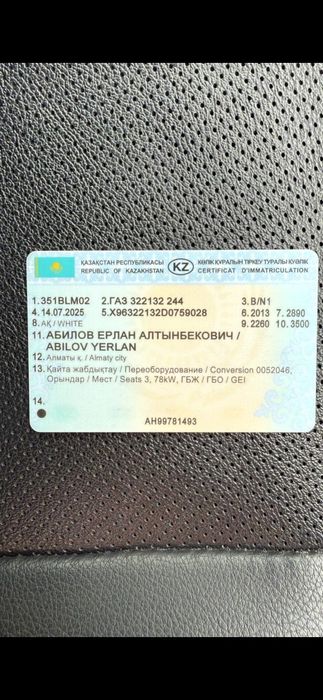 ҚАЗАҚСТАН РЕСПУБЛИКАСЫ KZ КӨЛІК ҚҰРАЛЫН ТІРКЕУ ТУРАЛЫ КУӘЛІК
REPUBLIC OF KAZAKHSTAN CERTIFICAT D'IMMATRICULATION
1.351BLM02 2.ГАЗ 322132 244 3.B/N1
4.14.07.2025 5.X96322132D0759028 6.2013 7.2890
8.АҚ / WHITE 9.2260 10.3500
11.АБИЛОВ ЕРЛАН АЛТЫНБЕКОВИЧ /
ABILOV YERLAN
12. Алматы қ. / Almaty city
13. Қайта жабдықтау / Переоборудование / Conversion 0052046,
Орындар / Мест / Seats 3, 78kW, ГБЖ / ГБО / GEI
14.
AH99781493